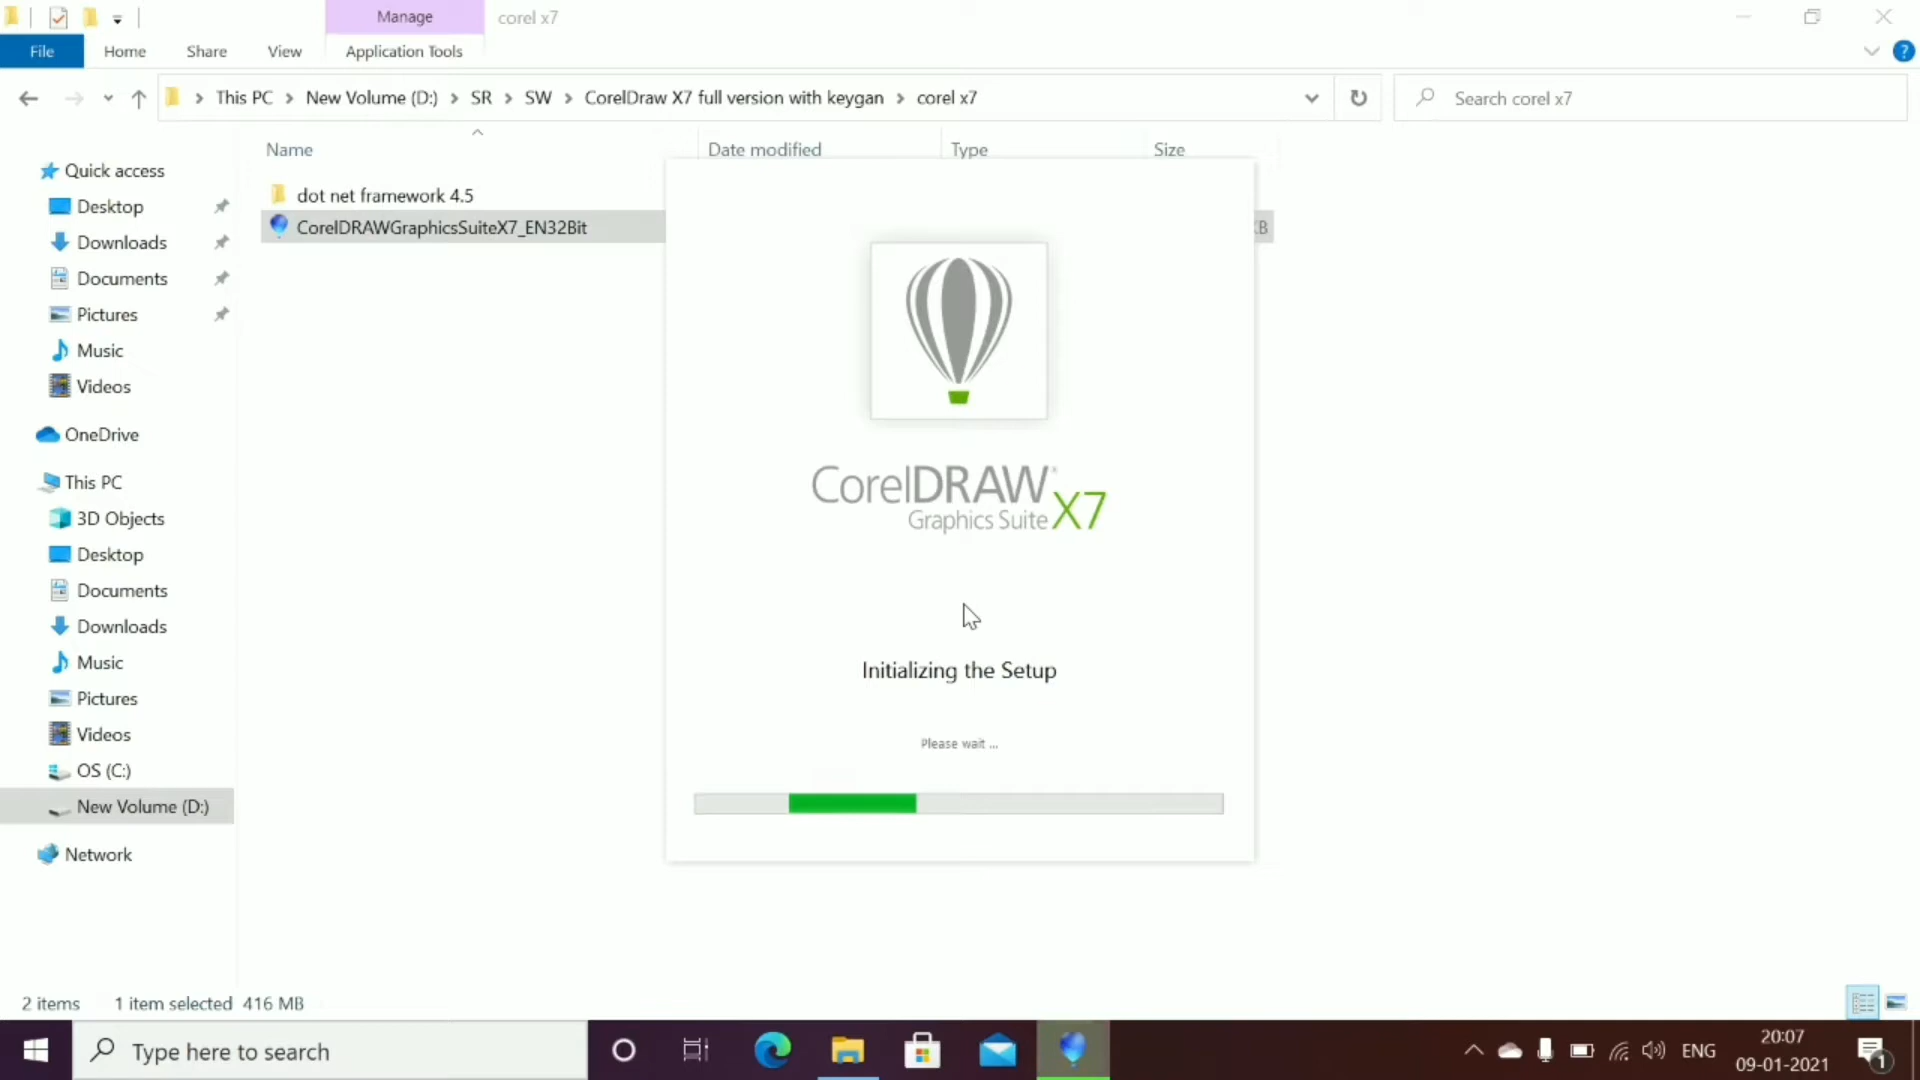 Manage
corel x7
File
Home
Share
View
Application Tools
This PC
New Volume (D:)
SR
SW
CorelDraw X7 full version with keygan
corel x7
Search corel x7
Name
Date modified
Type
Size
Quick access
Desktop
Downloads
Documents
Pictures
Music
Videos
OneDrive
This PC
3D Objects
Desktop
Documents
Downloads
Music
Pictures
Videos
OS (C:)
New Volume (D:)
Network
dot net framework 4.5
CorelDRAWGraphicsSuiteX7_EN32Bit
KB
CorelDRAW®
Graphics Suite X7
Initializing the Setup
Please wait ...
2 items
1 item selected 416 MB
Type here to search
ENG
20:07
09-01-2021
1